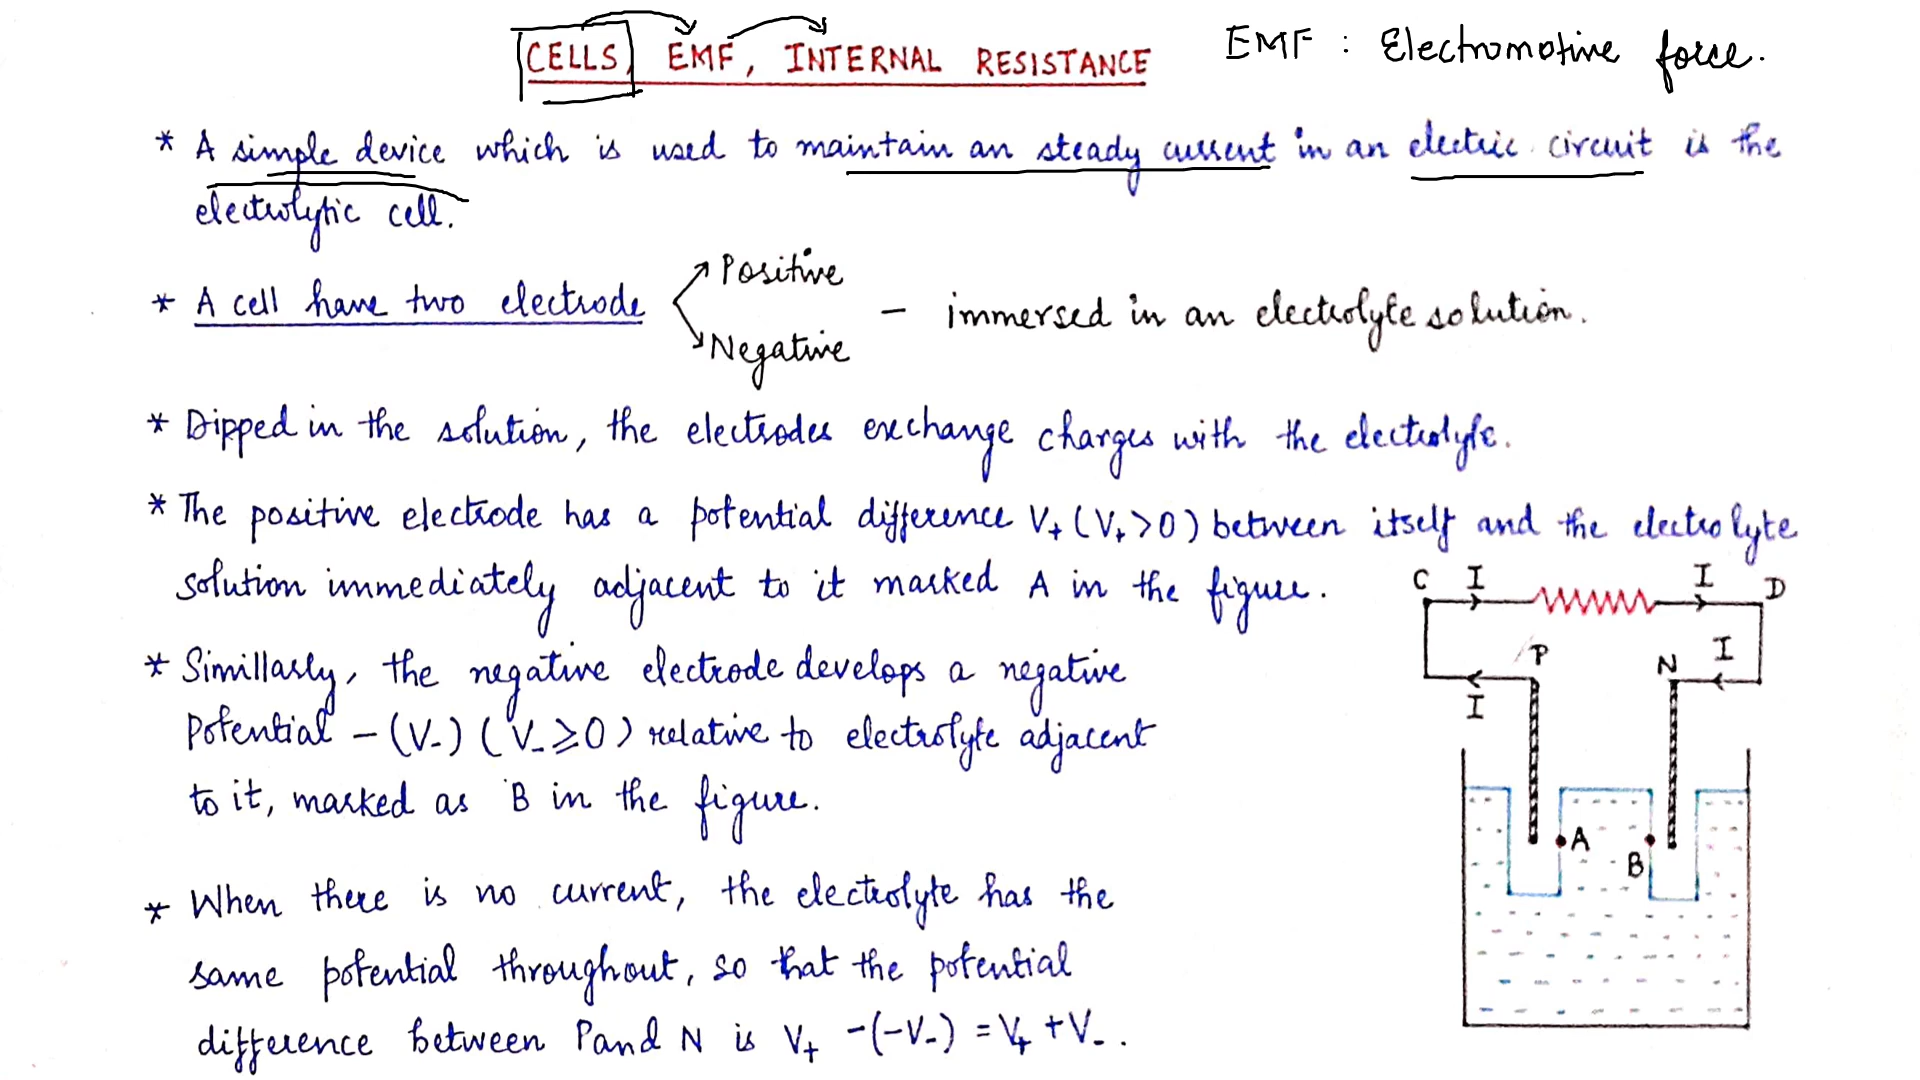 CELLS, EMF, INTERNAL RESISTANCE
EMF : Electromotive force.
* A simple device which is used to maintain an steady current in an electric circuit is the
electrolytic cell.
* A cell have two electrode
Positive
Negative
- immersed in an electrolyte solution.
* Dipped in the solution, the electrodes exchange charges with the electrolyte.
* The positive electrode has a potential difference V₊ (V₊>0) between itself and the electrolyte
solution immediately adjacent to it marked A in the figure.
* Simillarly, the negative electrode develops a negative
Potential -(V₋) (V₋≥0) relative to electrolyte adjacent
to it, marked as B in the figure.
* When there is no current, the electrolyte has the
same potential throughout, so that the potential
difference between P and N is V₊ -(-V₋) = V₊ + V₋.
C I I D
P N I
I
A
B